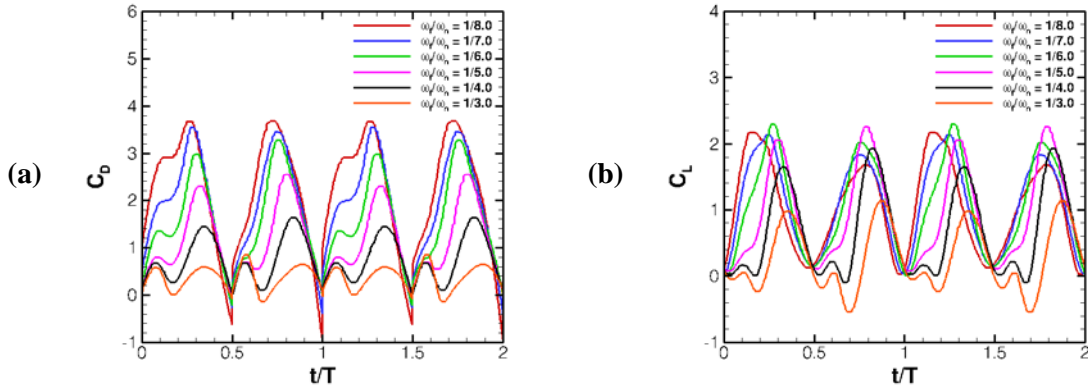 (a)
C_D
6
5
4
3
2
1
0
-1
0 0.5 1 1.5 2
t/T
ω_f/ω_n = 1/8.0
ω_f/ω_n = 1/7.0
ω_f/ω_n = 1/6.0
ω_f/ω_n = 1/5.0
ω_f/ω_n = 1/4.0
ω_f/ω_n = 1/3.0
(b)
C_L
4
3
2
1
0
-1
0 0.5 1 1.5 2
t/T
ω_f/ω_n = 1/8.0
ω_f/ω_n = 1/7.0
ω_f/ω_n = 1/6.0
ω_f/ω_n = 1/5.0
ω_f/ω_n = 1/4.0
ω_f/ω_n = 1/3.0